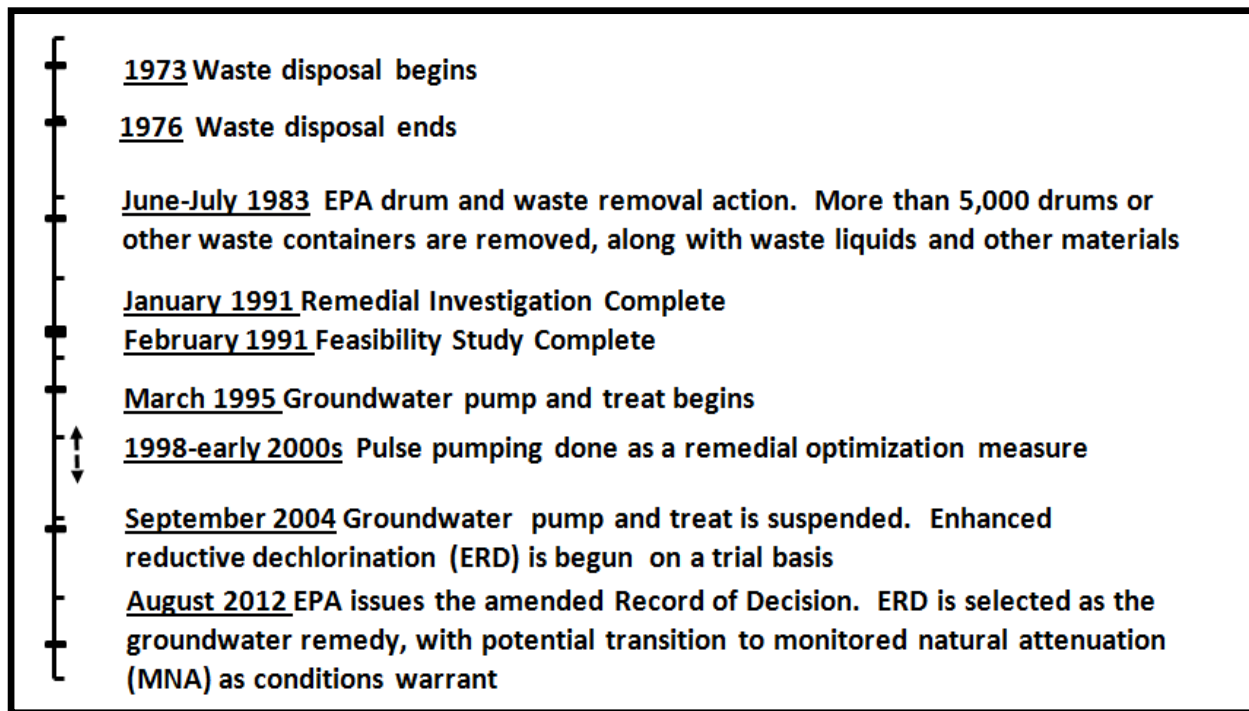 1973 Waste disposal begins
1976 Waste disposal ends
June-July 1983 EPA drum and waste removal action. More than 5,000 drums or
other waste containers are removed, along with waste liquids and other materials
January 1991 Remedial Investigation Complete
February 1991 Feasibility Study Complete
March 1995 Groundwater pump and treat begins
1998-early 2000s Pulse pumping done as a remedial optimization measure
September 2004 Groundwater pump and treat is suspended. Enhanced
reductive dechlorination (ERD) is begun on a trial basis
August 2012 EPA issues the amended Record of Decision. ERD is selected as the
groundwater remedy, with potential transition to monitored natural attenuation
(MNA) as conditions warrant